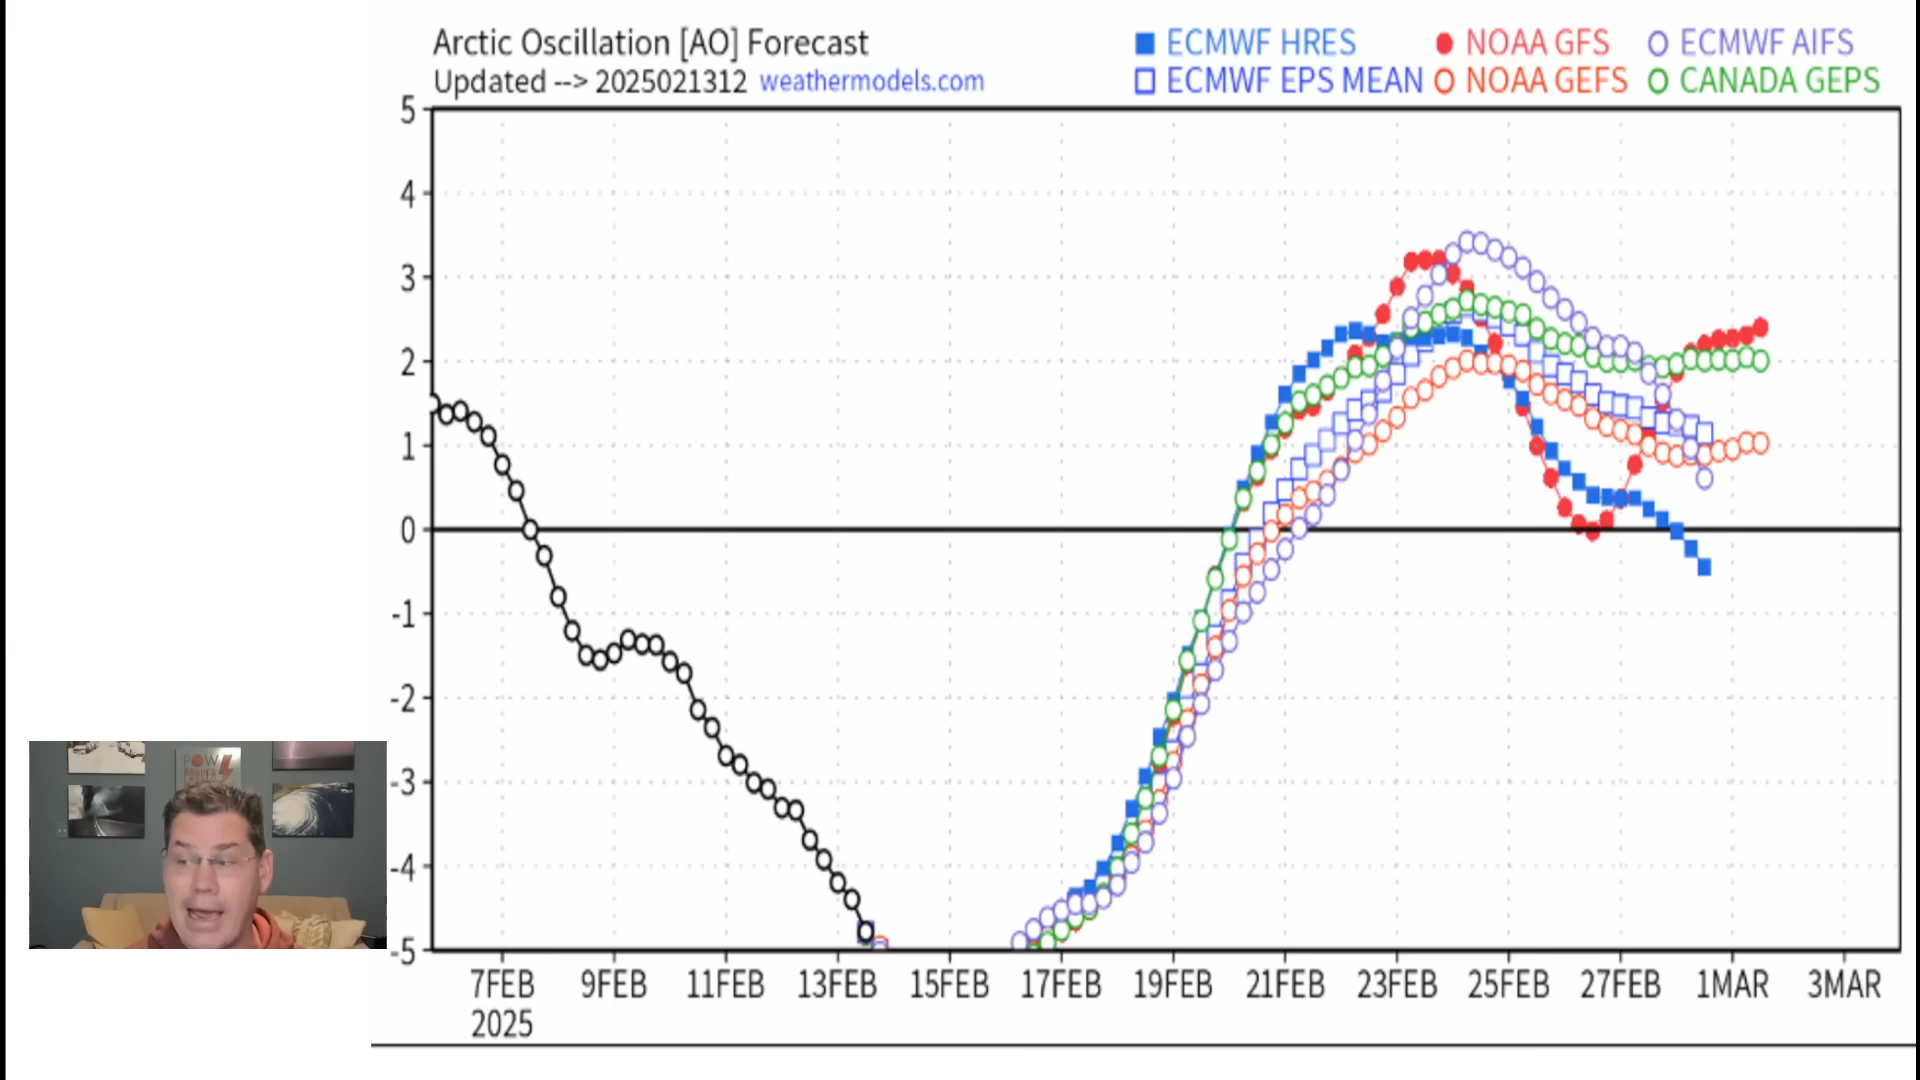 Arctic Oscillation [AO] Forecast
Updated --> 2025021312 weathermodels.com
ECMWF HRES NOAA GFS ECMWF AIFS
ECMWF EPS MEAN NOAA GEFS CANADA GEPS
5
4
3
2
1
0
-1
-2
-3
-4
-5
7FEB 9FEB 11FEB 13FEB 15FEB 17FEB 19FEB 21FEB 23FEB 25FEB 27FEB 1MAR 3MAR
2025
POW